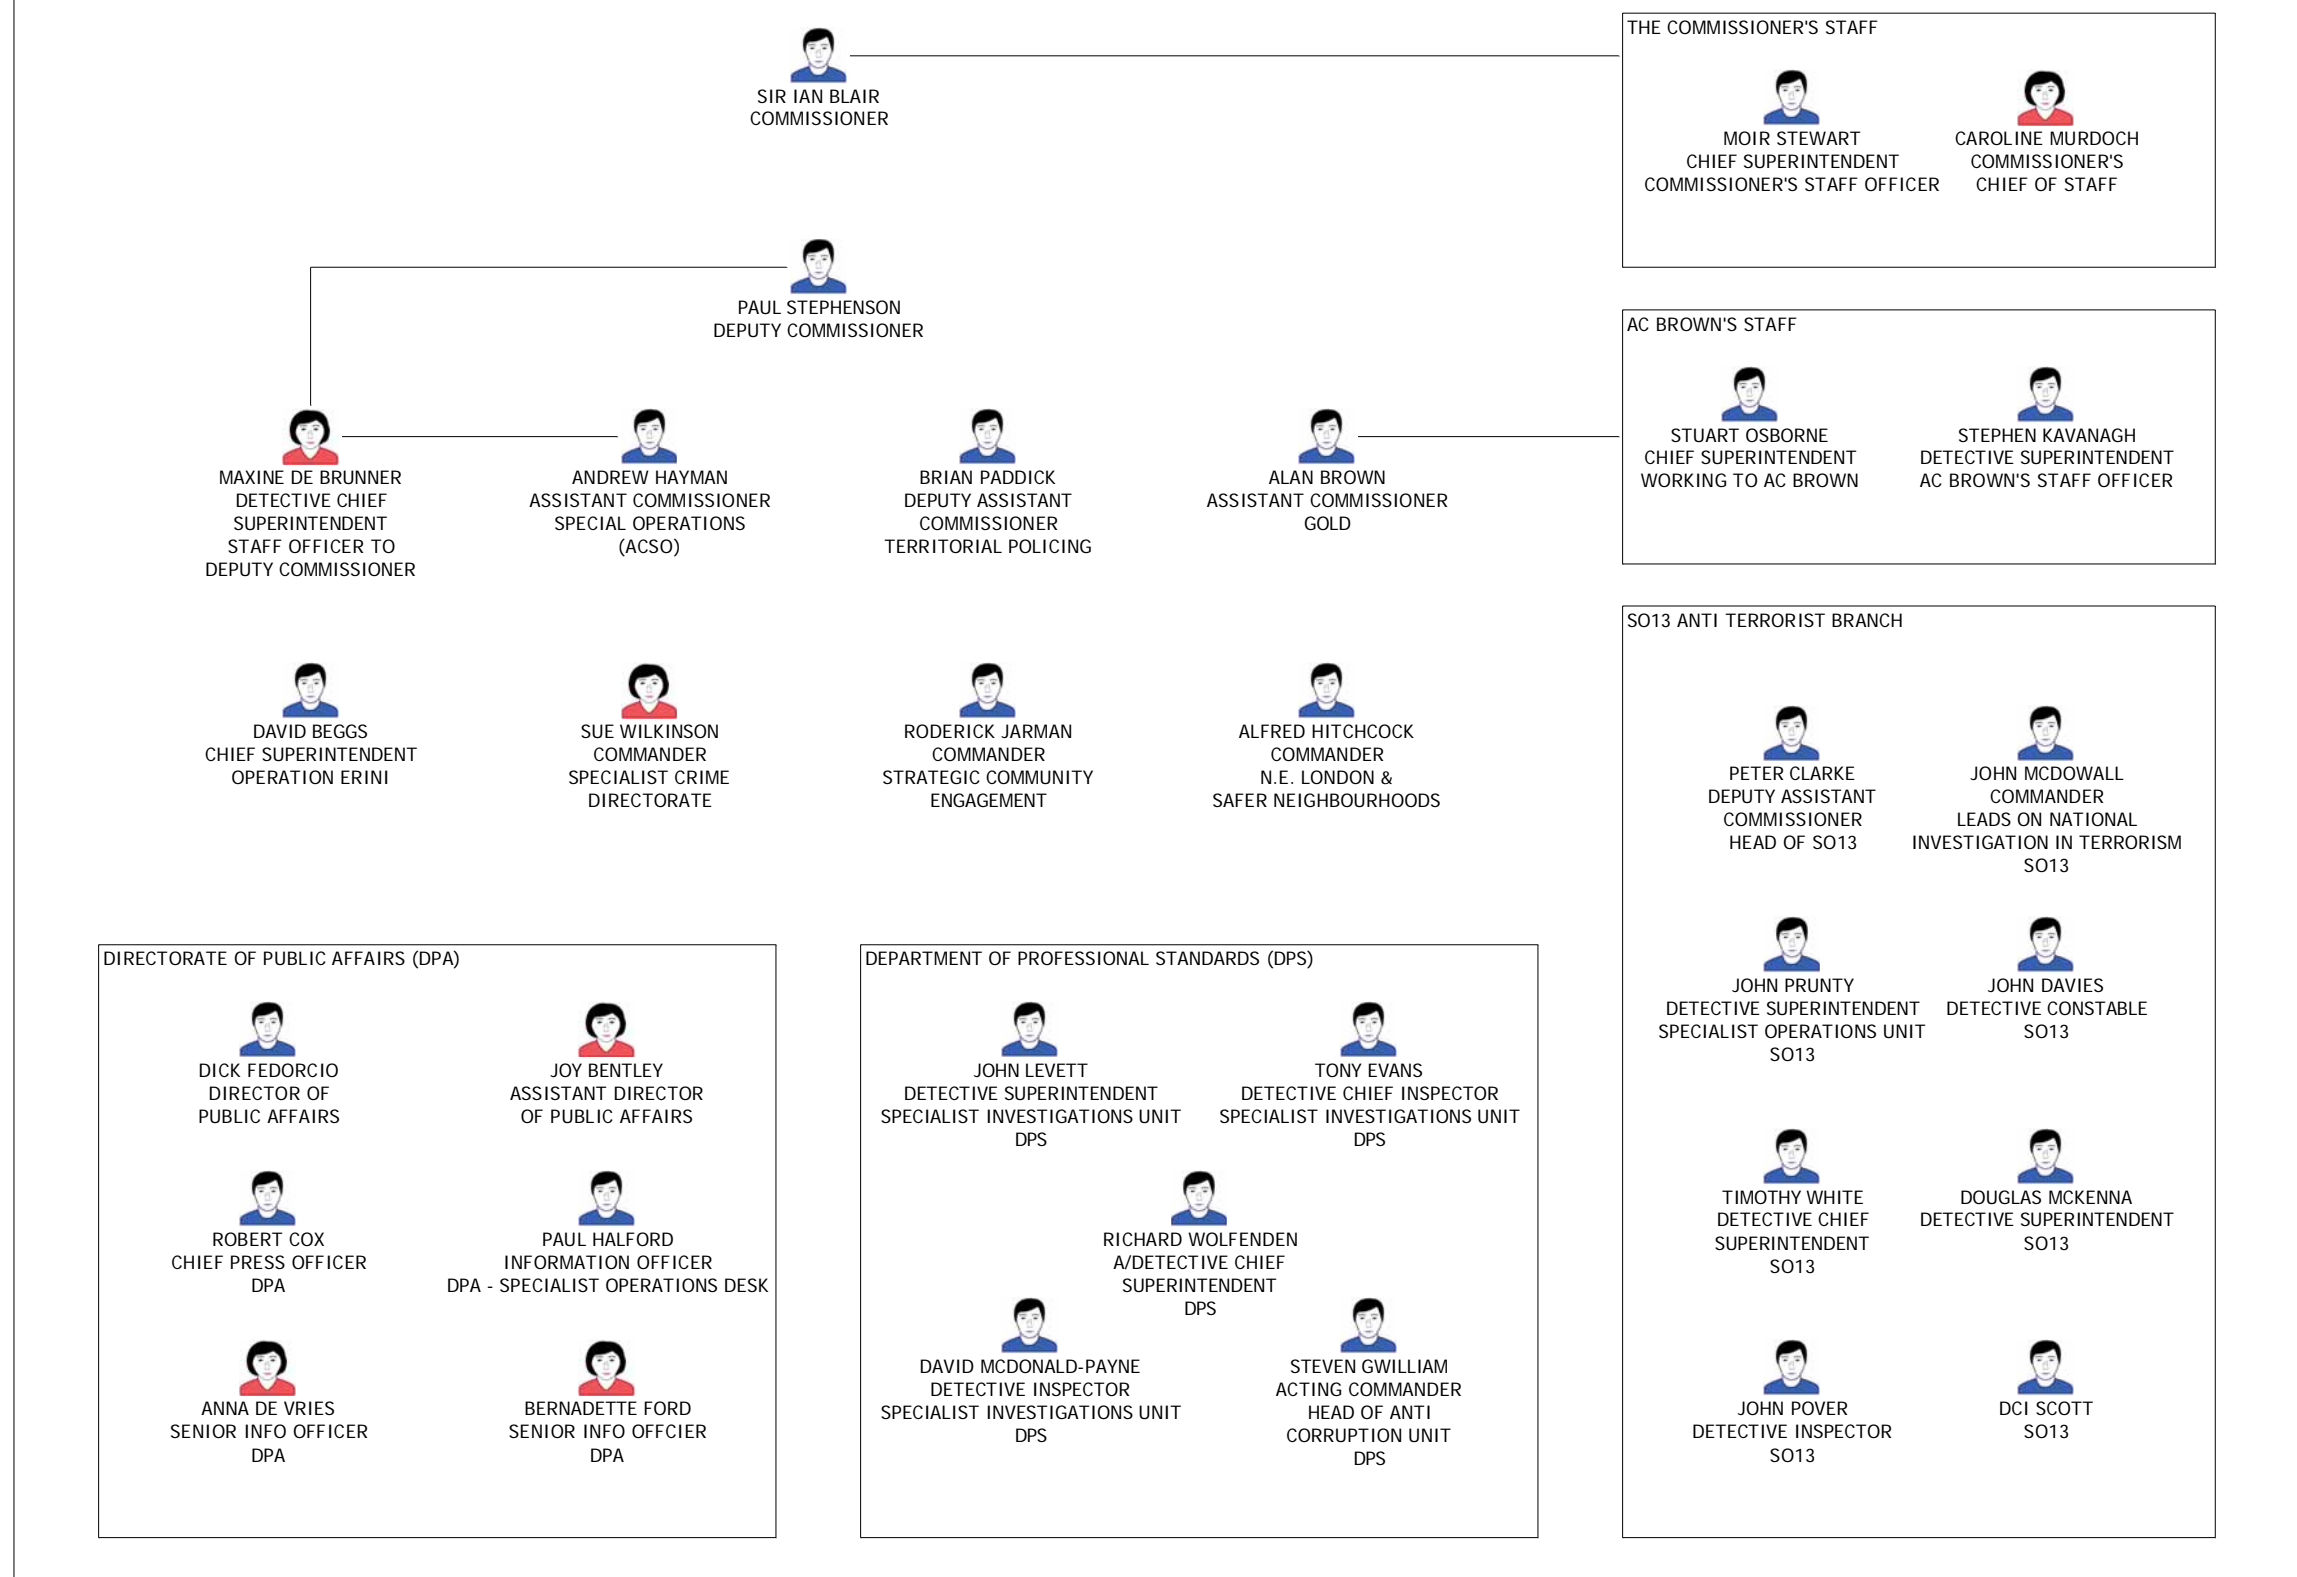 SIR IAN BLAIR
COMMISSIONER
THE COMMISSIONER'S STAFF
MOIR STEWART
CHIEF SUPERINTENDENT
COMMISSIONER'S STAFF OFFICER
CAROLINE MURDOCH
COMMISSIONER'S
CHIEF OF STAFF
PAUL STEPHENSON
DEPUTY COMMISSIONER
AC BROWN'S STAFF
STUART OSBORNE
CHIEF SUPERINTENDENT
WORKING TO AC BROWN
STEPHEN KAVANAGH
DETECTIVE SUPERINTENDENT
AC BROWN'S STAFF OFFICER
MAXINE DE BRUNNER
DETECTIVE CHIEF
SUPERINTENDENT
STAFF OFFICER TO
DEPUTY COMMISSIONER
ANDREW HAYMAN
ASSISTANT COMMISSIONER
SPECIAL OPERATIONS
(ACSO)
BRIAN PADDICK
DEPUTY ASSISTANT
COMMISSIONER
TERRITORIAL POLICING
ALAN BROWN
ASSISTANT COMMISSIONER
GOLD
DAVID BEGGS
CHIEF SUPERINTENDENT
OPERATION ERINI
SUE WILKINSON
COMMANDER
SPECIALIST CRIME
DIRECTORATE
RODERICK JARMAN
COMMANDER
STRATEGIC COMMUNITY
ENGAGEMENT
ALFRED HITCHCOCK
COMMANDER
N.E. LONDON &
SAFER NEIGHBOURHOODS
SO13 ANTI TERRORIST BRANCH
PETER CLARKE
DEPUTY ASSISTANT
COMMISSIONER
HEAD OF SO13
JOHN MCDOWALL
COMMANDER
LEADS ON NATIONAL
INVESTIGATION IN TERRORISM
SO13
JOHN PRUNTY
DETECTIVE SUPERINTENDENT
SPECIALIST OPERATIONS UNIT
SO13
JOHN DAVIES
DETECTIVE CONSTABLE
SO13
TIMOTHY WHITE
DETECTIVE CHIEF
SUPERINTENDENT
SO13
DOUGLAS MCKENNA
DETECTIVE SUPERINTENDENT
SO13
JOHN POVER
DETECTIVE INSPECTOR
SO13
DCI SCOTT
SO13
DIRECTORATE OF PUBLIC AFFAIRS (DPA)
DICK FEDORCIO
DIRECTOR OF
PUBLIC AFFAIRS
JOY BENTLEY
ASSISTANT DIRECTOR
OF PUBLIC AFFAIRS
ROBERT COX
CHIEF PRESS OFFICER
DPA
PAUL HALFORD
INFORMATION OFFICER
DPA - SPECIALIST OPERATIONS DESK
ANNA DE VRIES
SENIOR INFO OFFICER
DPA
BERNADETTE FORD
SENIOR INFO OFFCIER
DPA
DEPARTMENT OF PROFESSIONAL STANDARDS (DPS)
JOHN LEVETT
DETECTIVE SUPERINTENDENT
SPECIALIST INVESTIGATIONS UNIT
DPS
TONY EVANS
DETECTIVE CHIEF INSPECTOR
SPECIALIST INVESTIGATIONS UNIT
DPS
RICHARD WOLFENDEN
A/DETECTIVE CHIEF
SUPERINTENDENT
DPS
DAVID MCDONALD-PAYNE
DETECTIVE INSPECTOR
SPECIALIST INVESTIGATIONS UNIT
DPS
STEVEN GWILLIAM
ACTING COMMANDER
HEAD OF ANTI
CORRUPTION UNIT
DPS